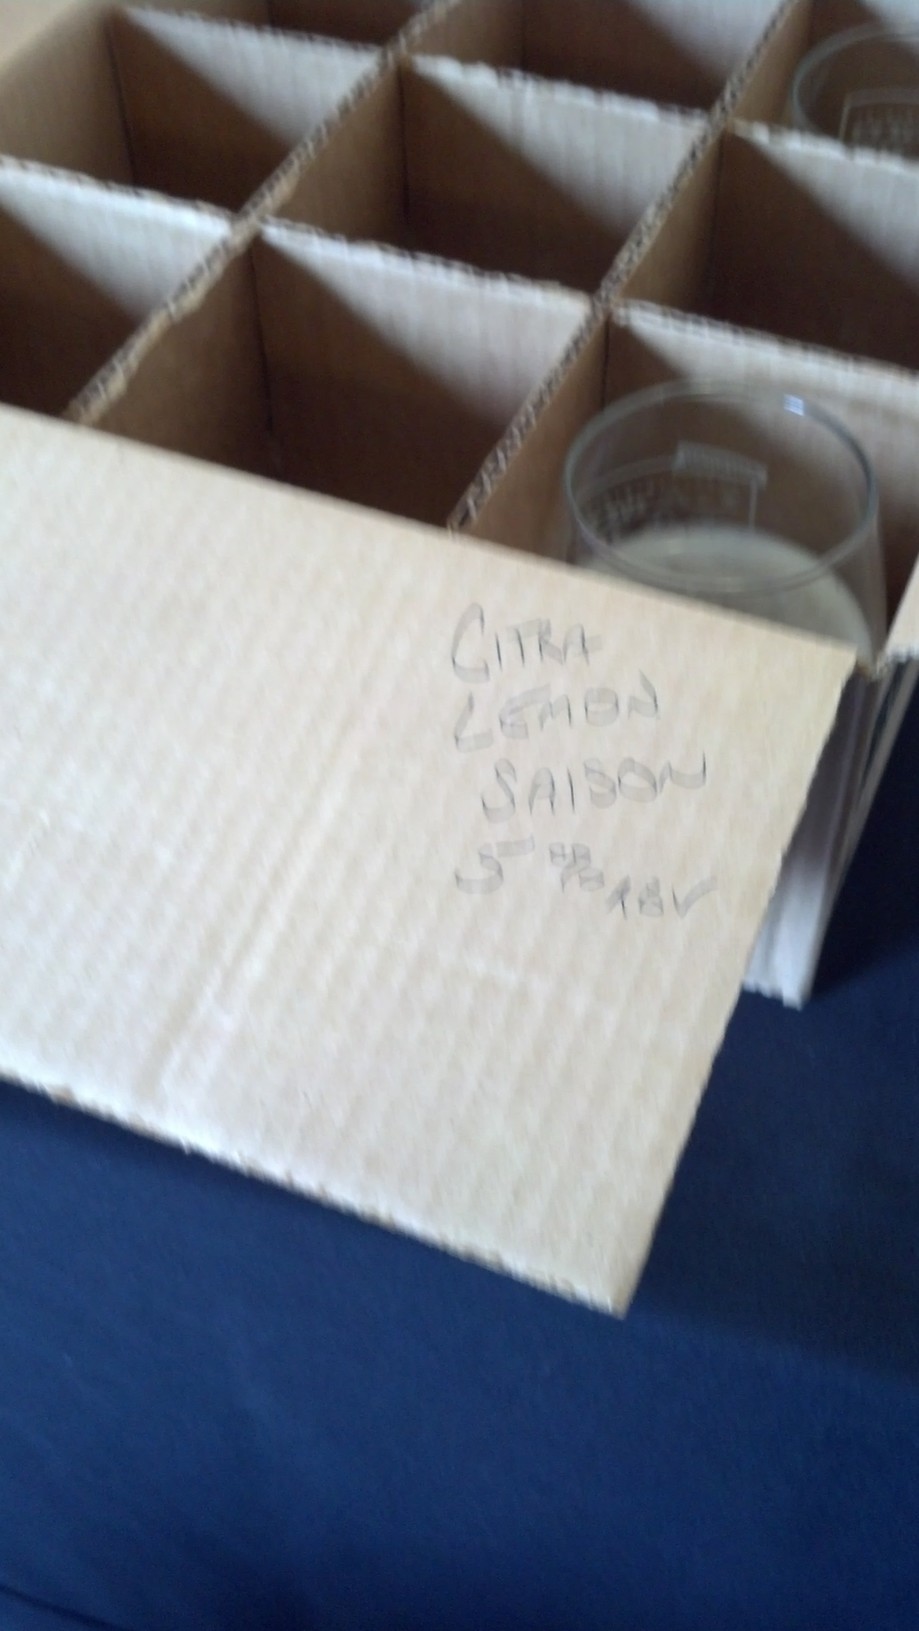 CITRA
LEMON
SAISON
5% ABV